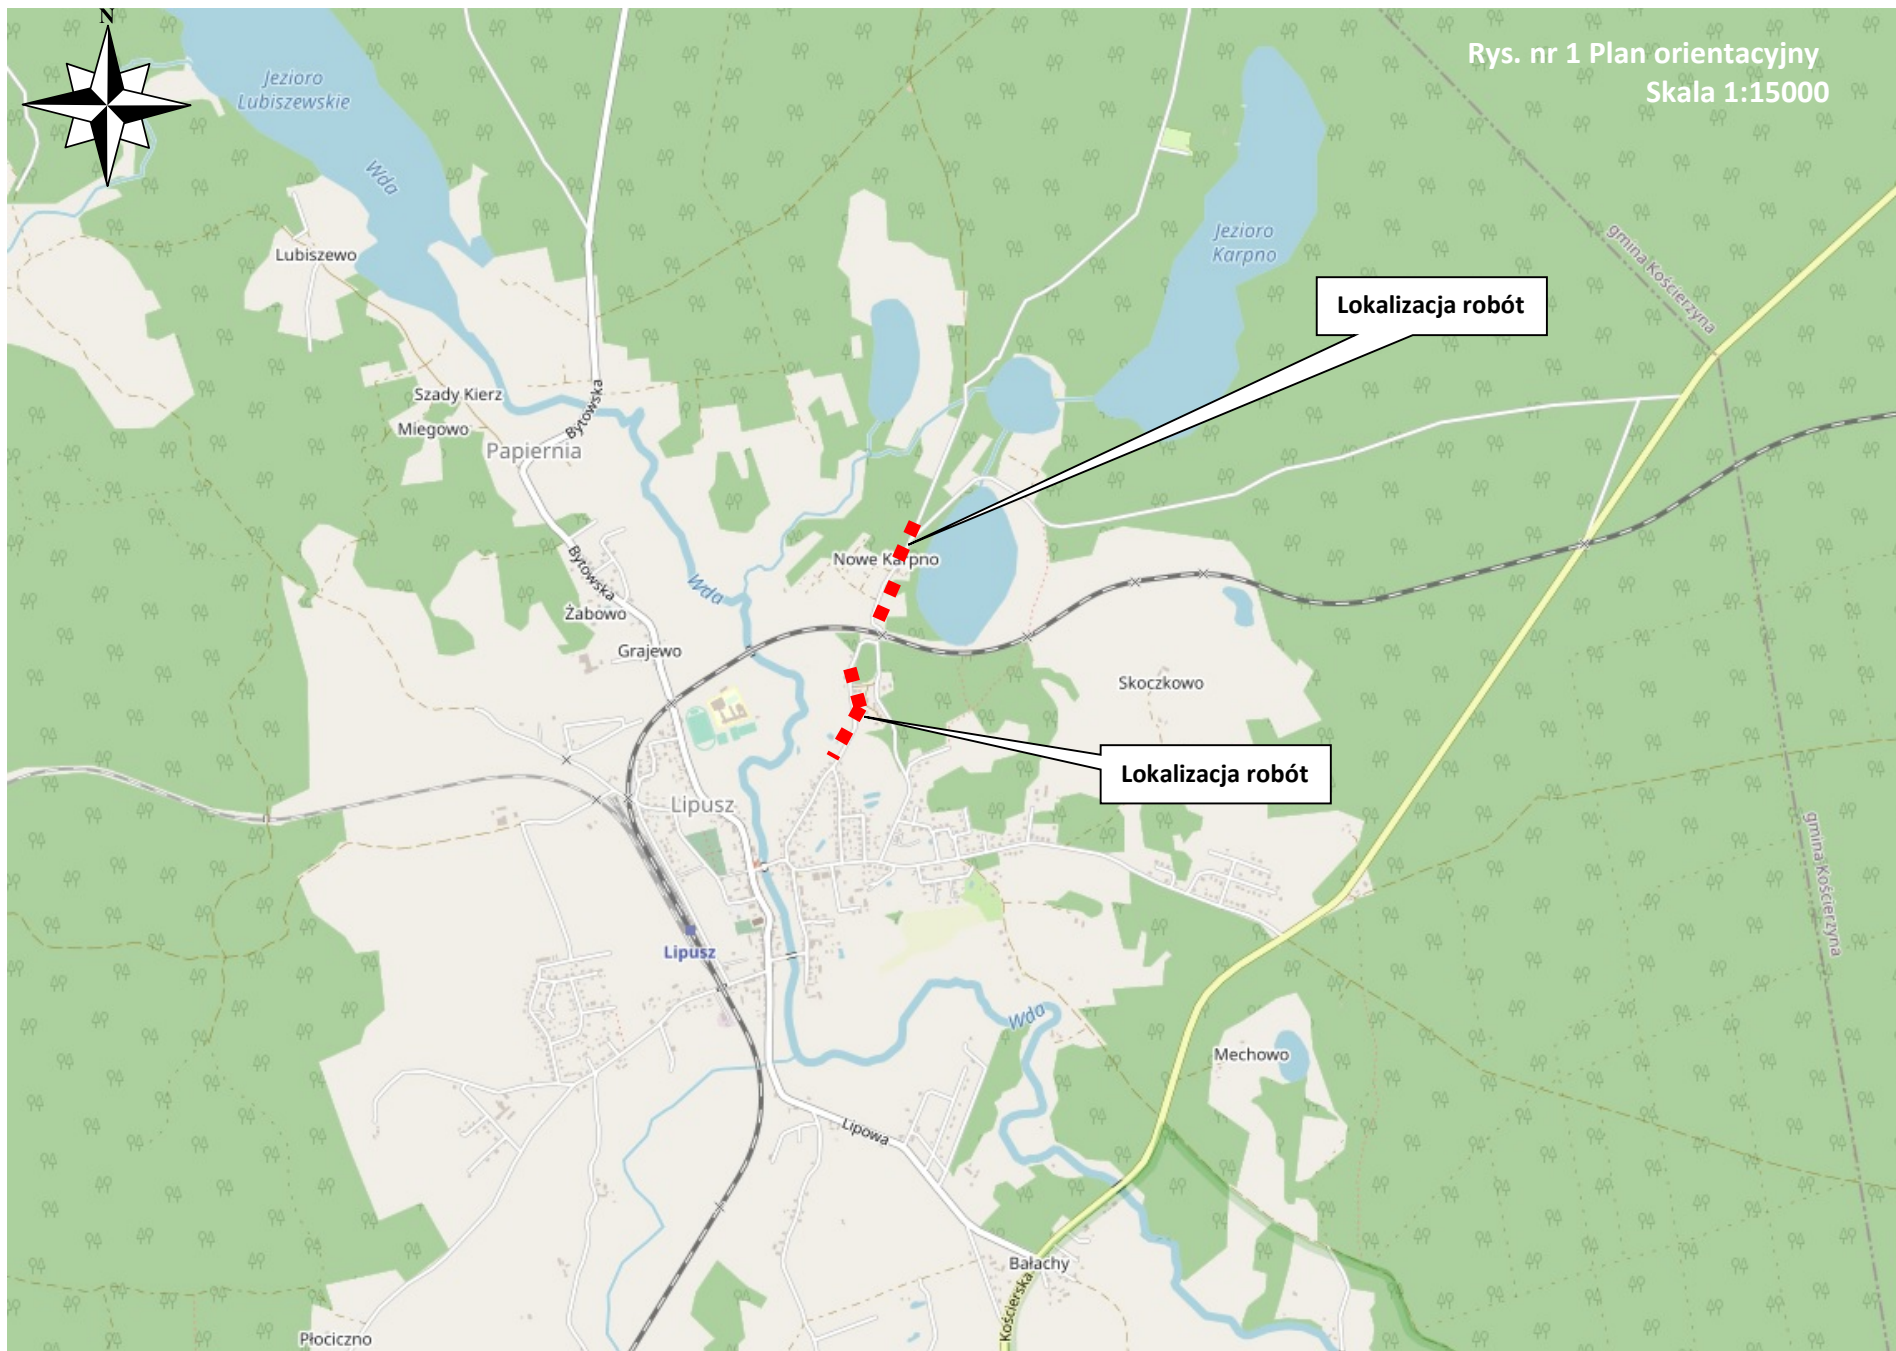 N
Rys. nr 1 Plan orientacyjny
Skala 1:15000
Jezioro
Lubiszewskie
Wda
Lubiszewo
Jezioro
Karpno
gmina Kościerzyna
Lokalizacja robót
Szady Kierz
Miegowo
Bytowska
Papiernia
Nowe Karpno
Bytowska
Wda
Żabowo
Grajewo
Skoczkowo
Lokalizacja robót
Lipusz
gmina Kościerzyna
Lipusz
Wda
Mechowo
Lipowa
Bałachy
Kościerska
Płociczno